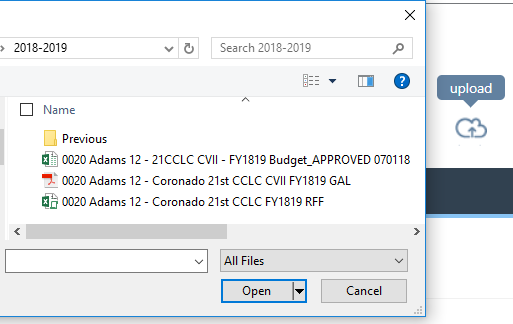 2018-2019
Search 2018-2019
upload
Name
Previous
0020 Adams 12 - 21CCLC CVII - FY1819 Budget_APPROVED 070118
0020 Adams 12 - Coronado 21st CCLC CVII FY1819 GAL
0020 Adams 12 - Coronado 21st CCLC FY1819 RFF
All Files
Open
Cancel